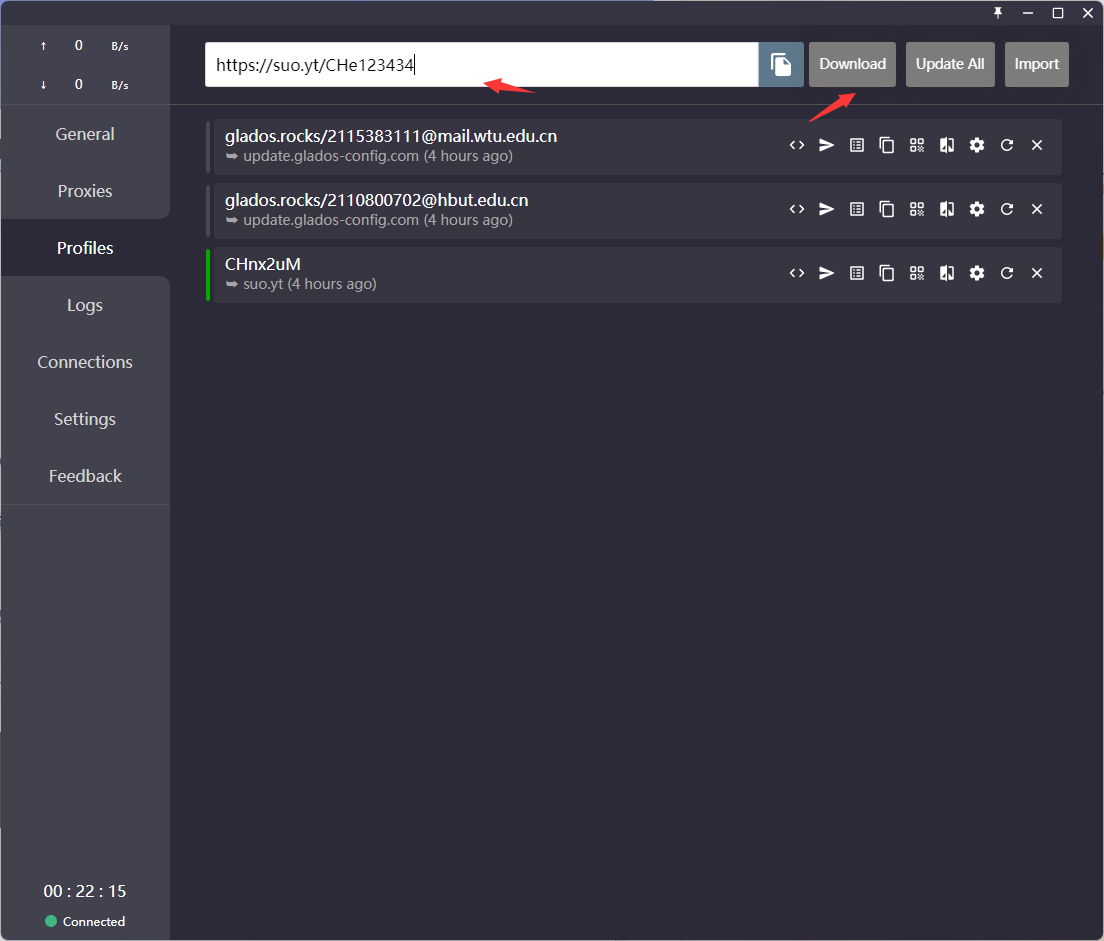 ↑ 0 B/s
↓ 0 B/s
https://suo.yt/CHe123434
Download
Update All
Import
General
Proxies
Profiles
Logs
Connections
Settings
Feedback
glados.rocks/2115383111@mail.wtu.edu.cn
update.glados-config.com (4 hours ago)
glados.rocks/2110800702@hbut.edu.cn
update.glados-config.com (4 hours ago)
CHnx2uM
suo.yt (4 hours ago)
00 : 22 : 15
Connected